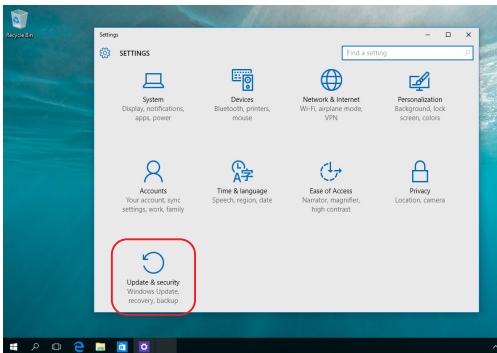 Recycle Bin
Settings
SETTINGS
Find a setting
System
Display, notifications,
apps, power
Devices
Bluetooth, printers,
mouse
Network & Internet
Wi-Fi, airplane mode,
VPN
Personalization
Background, lock
screen, colors
Accounts
Your account, sync
settings, work, family
Time & language
Speech, region, date
Ease of Access
Narrator, magnifier,
high contrast
Privacy
Location, camera
Update & security
Windows Update,
recovery, backup